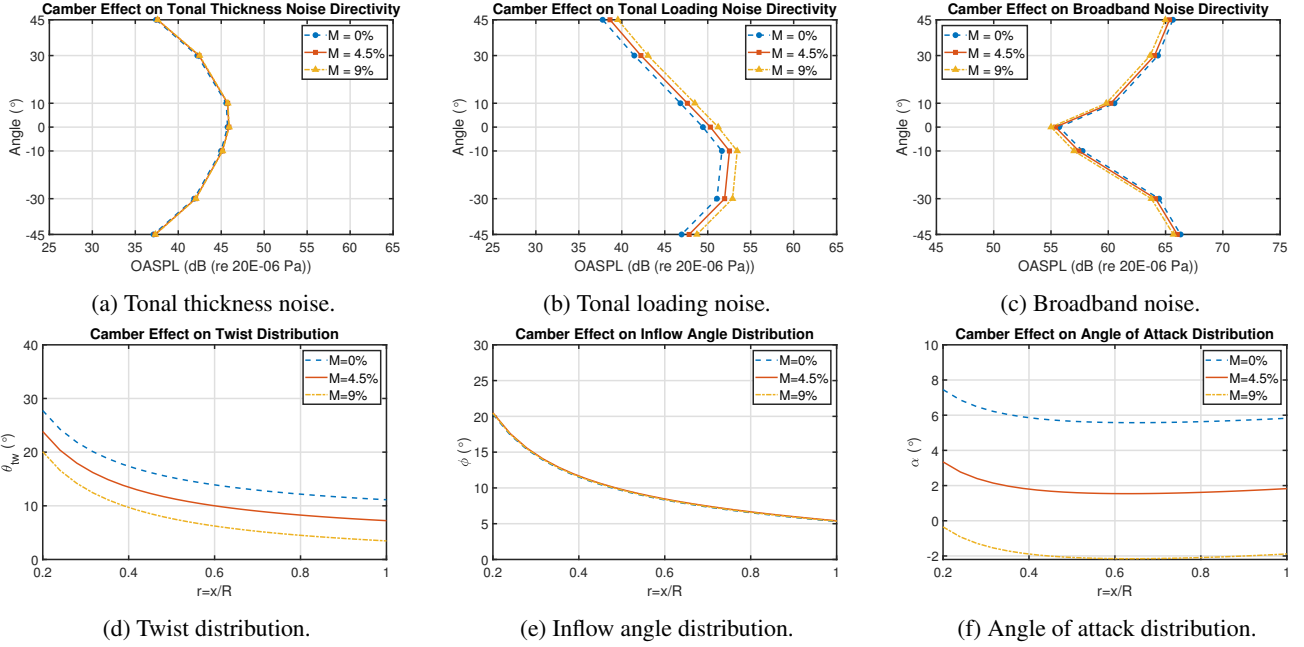 Camber Effect on Tonal Thickness Noise Directivity
45
30
10
0
-10
-30
-45
Angle (°)
M = 0%
M = 4.5%
M = 9%
25 30 35 40 45 50 55 60 65
OASPL (dB (re 20E-06 Pa))
(a) Tonal thickness noise.
Camber Effect on Tonal Loading Noise Directivity
45
30
10
0
-10
-30
-45
Angle (°)
M = 0%
M = 4.5%
M = 9%
25 30 35 40 45 50 55 60 65
OASPL (dB (re 20E-06 Pa))
(b) Tonal loading noise.
Camber Effect on Broadband Noise Directivity
45
30
10
0
-10
-30
-45
Angle (°)
M = 0%
M = 4.5%
M = 9%
45 50 55 60 65 70 75
OASPL (dB (re 20E-06 Pa))
(c) Broadband noise.
Camber Effect on Twist Distribution
40
30
20
10
0
θtw (°)
M=0%
M=4.5%
M=9%
0.2 0.4 0.6 0.8 1
r=x/R
(d) Twist distribution.
Camber Effect on Inflow Angle Distribution
30
25
20
15
10
5
0
ϕ (°)
M=0%
M=4.5%
M=9%
0.2 0.4 0.6 0.8 1
r=x/R
(e) Inflow angle distribution.
Camber Effect on Angle of Attack Distribution
10
8
6
4
2
0
-2
α (°)
M=0%
M=4.5%
M=9%
0.2 0.4 0.6 0.8 1
r=x/R
(f) Angle of attack distribution.